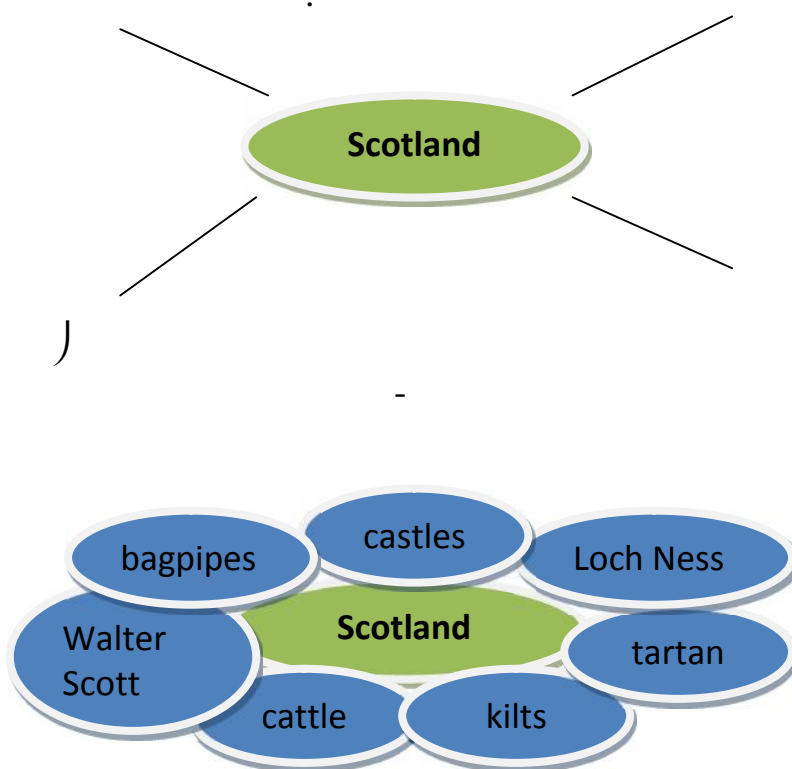 .
Scotland
)
-
castles
bagpipes
Loch Ness
Scotland
Walter
Scott
tartan
cattle
kilts